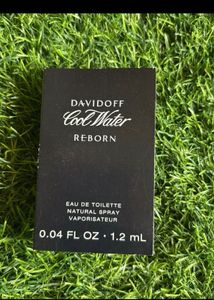 DAVIDOFF
Cool Water
REBORN
EAU DE TOILETTE
NATURAL SPRAY
VAPORISATEUR
0.04 FL OZ • 1.2 mL